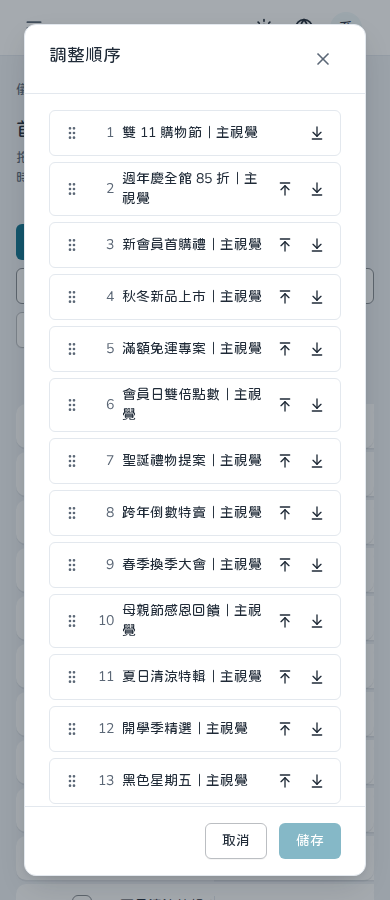 調整順序
1 雙 11 購物節｜主視覺
2 週年慶全館 85 折｜主
視覺
3 新會員首購禮｜主視覺
4 秋冬新品上市｜主視覺
5 滿額免運專案｜主視覺
6 會員日雙倍點數｜主視
覺
7 聖誕禮物提案｜主視覺
8 跨年倒數特賣｜主視覺
9 春季換季大會｜主視覺
10 母親節感恩回饋｜主視
覺
11 夏日清涼特輯｜主視覺
12 開學季精選｜主視覺
13 黑色星期五｜主視覺
取消
儲存